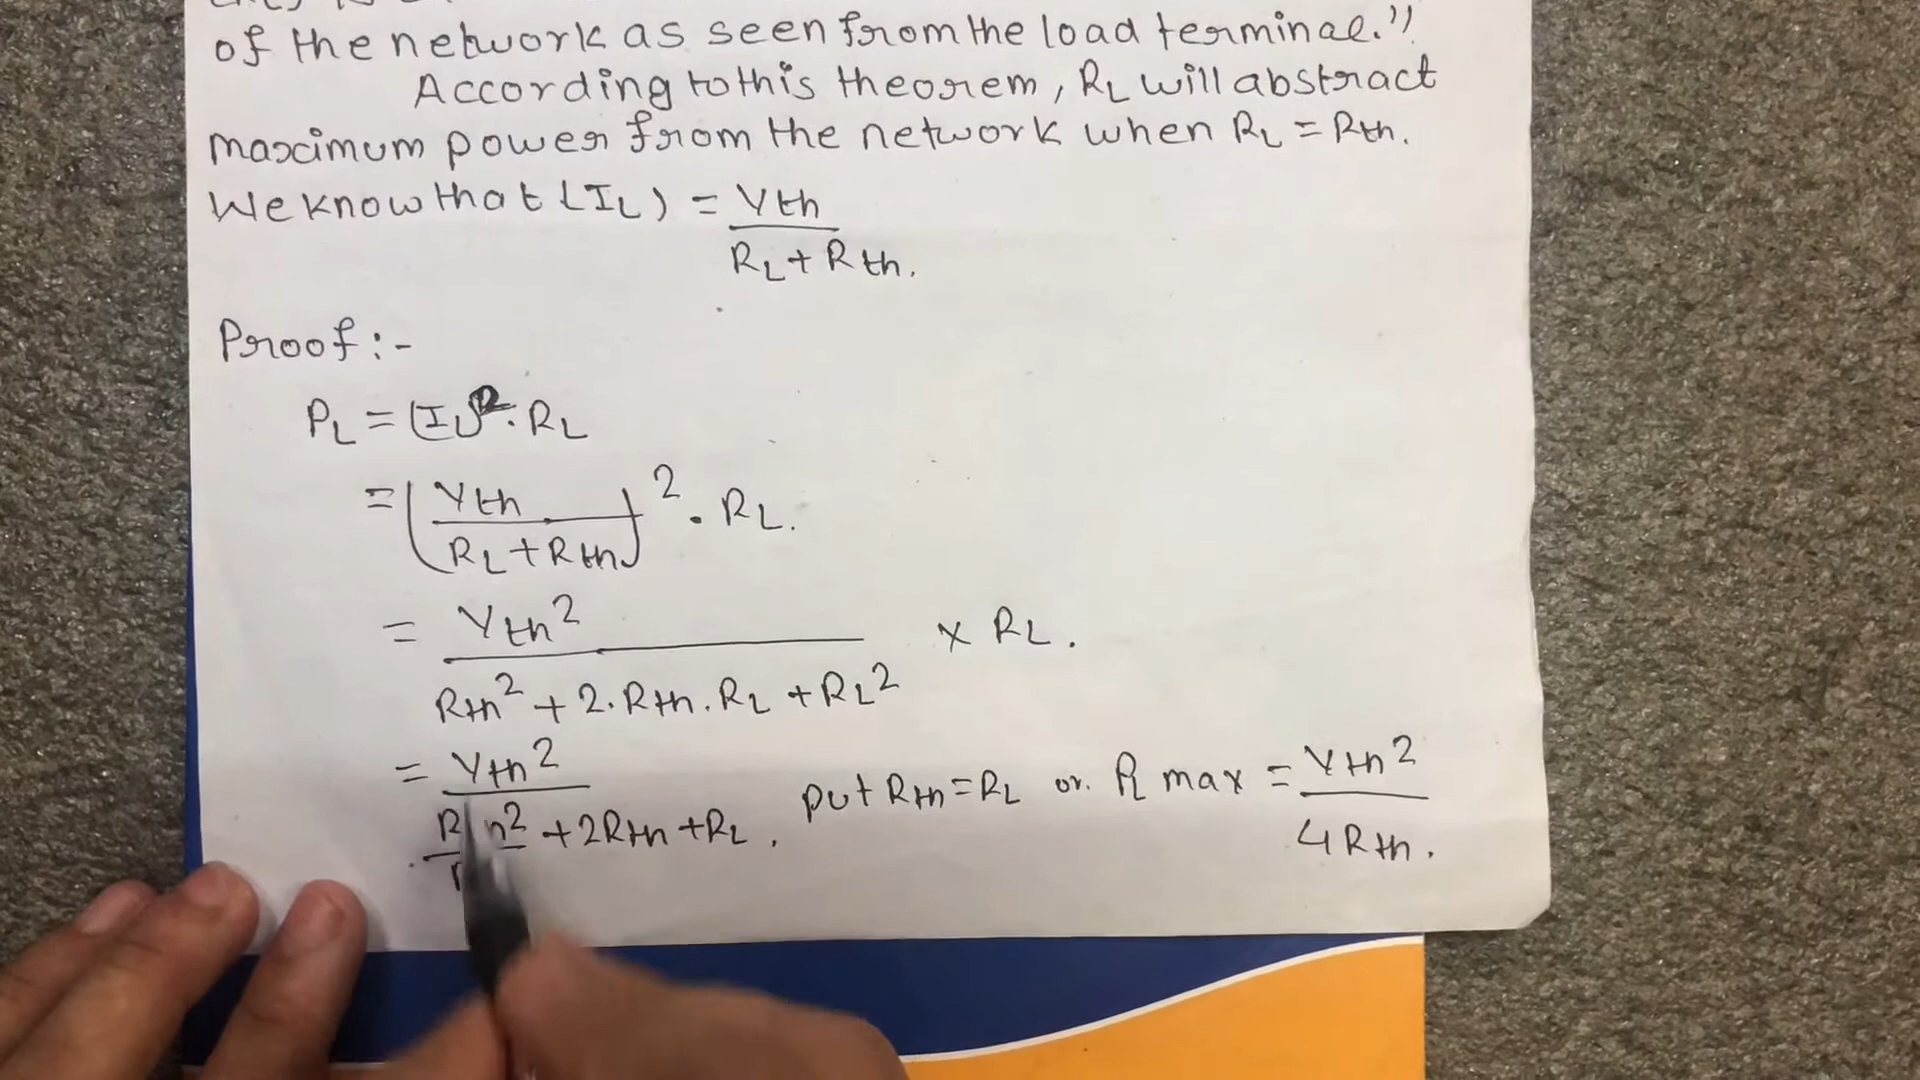 of the network as seen from the load terminal."
According to this theorem, RL will abstract
maximum power from the network when RL = Rth.
We know that (IL) = Vth
RL + Rth.
Proof :-
PL = (IL)2 . RL
= (Vth / RL + Rth)2 . RL.
= Vth2 / Rth2 + 2. Rth. RL + RL2 × RL.
= Vth2 / + 2Rth + RL . put Rth = RL or. PL max = Vth2 / 4Rth.